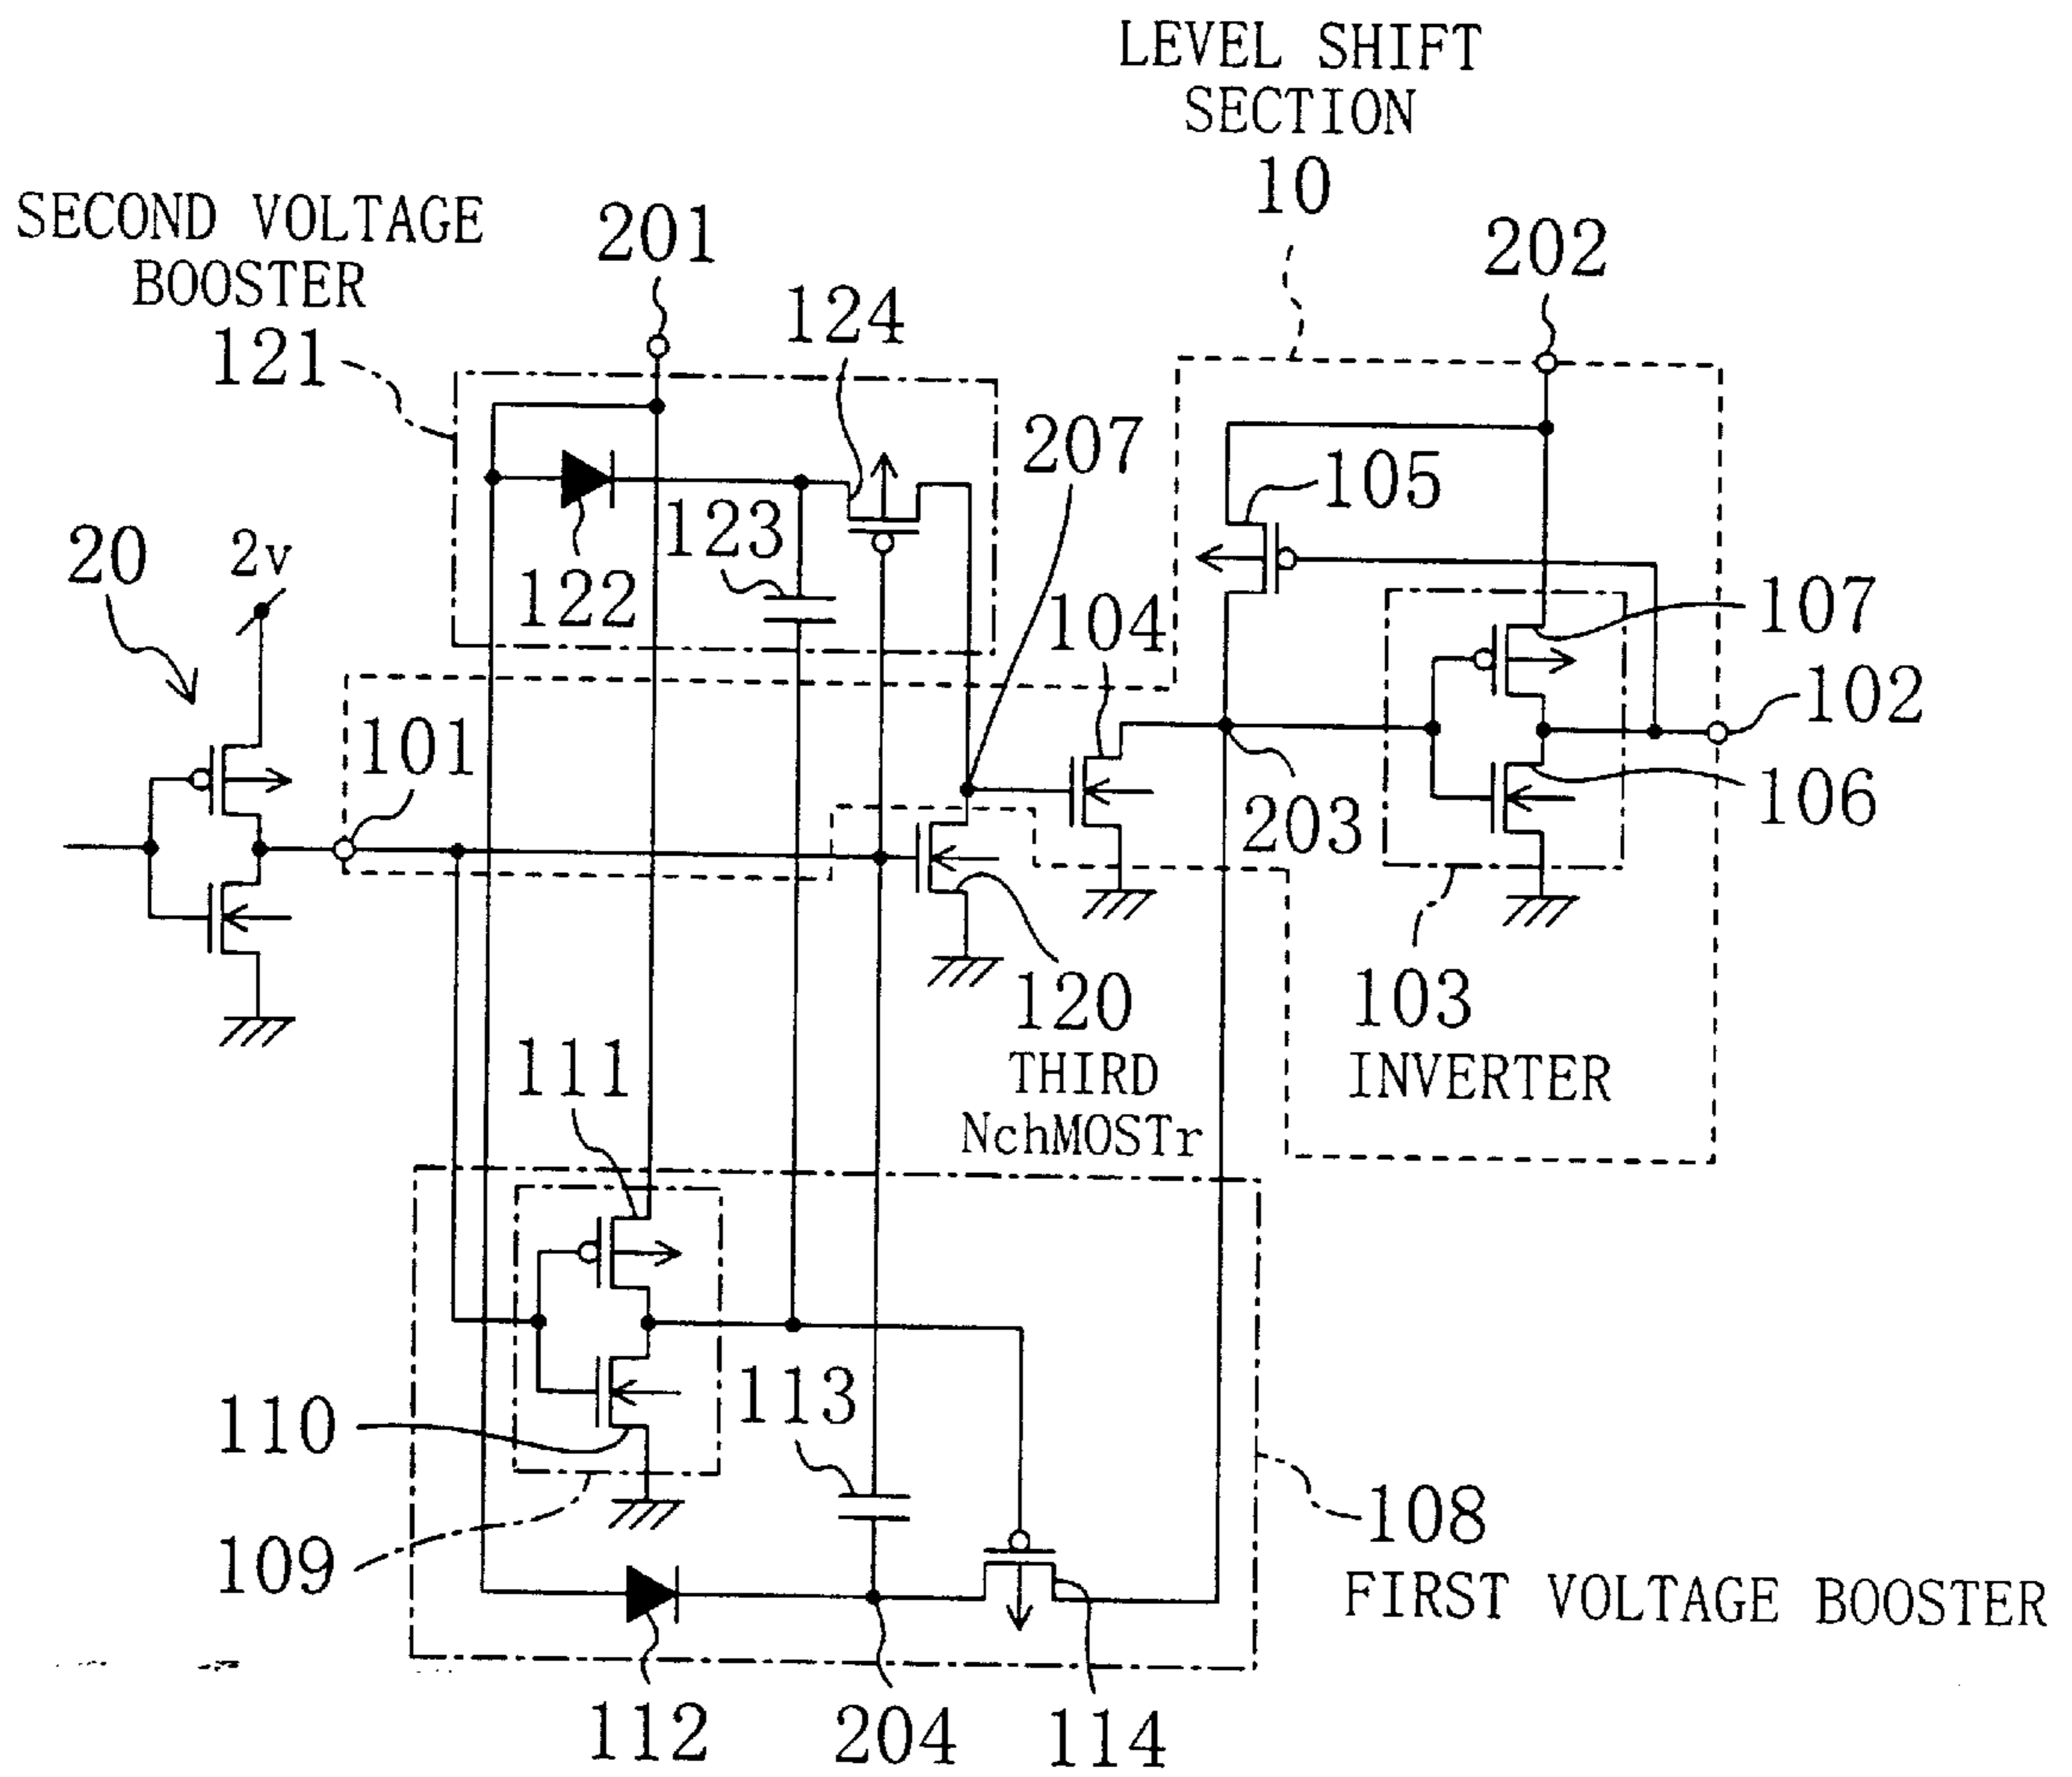 LEVEL SHIFT
SECTION
10
SECOND VOLTAGE
BOOSTER
121
201
202
124
207
105
20
2v
123
122
104
107
102
101
106
203
120
THIRD
NchMOSTr
103
INVERTER
111
110
113
109
108
FIRST VOLTAGE BOOSTER
112
204
114